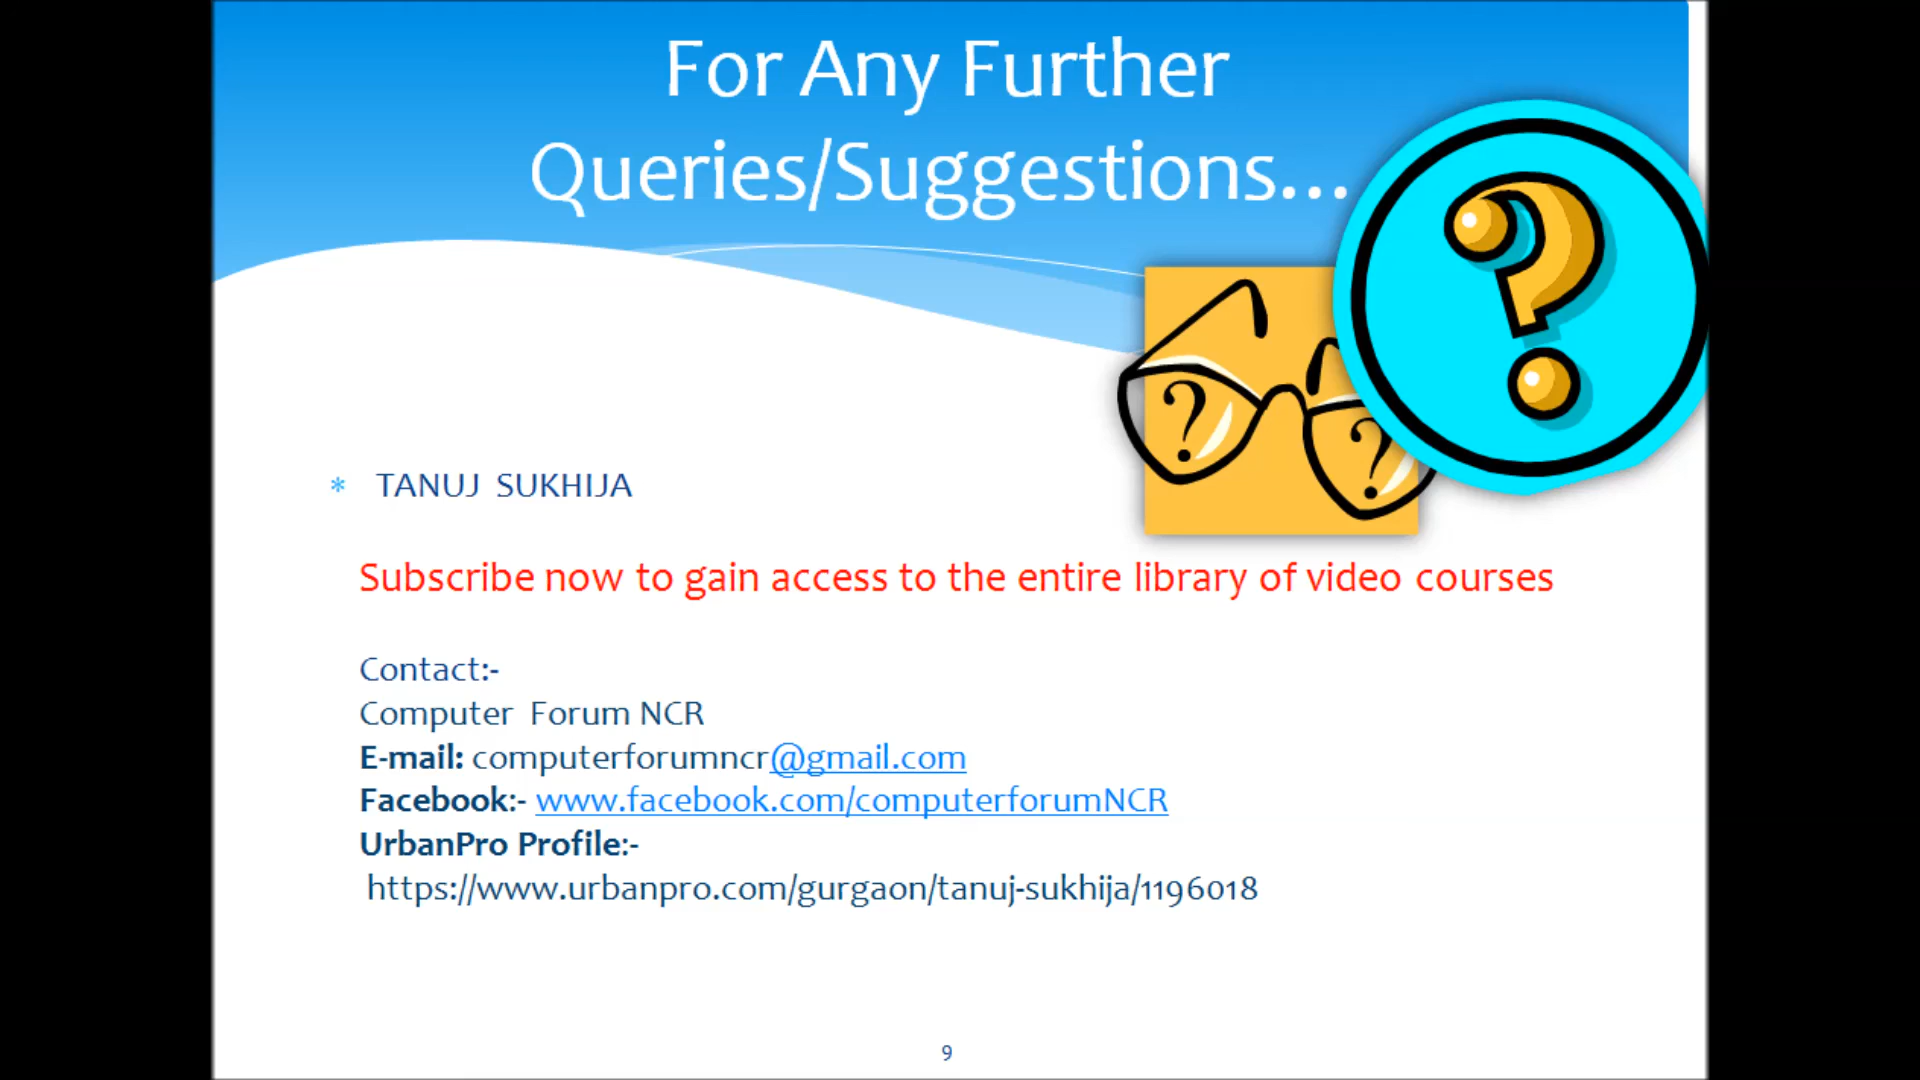 For Any Further
Queries/Suggestions...
* TANUJ SUKHIJA
Subscribe now to gain access to the entire library of video courses
Contact:-
Computer Forum NCR
E-mail: computerforumncr@gmail.com
Facebook:- www.facebook.com/computerforumNCR
UrbanPro Profile:-
https://www.urbanpro.com/gurgaon/tanuj-sukhija/1196018
9